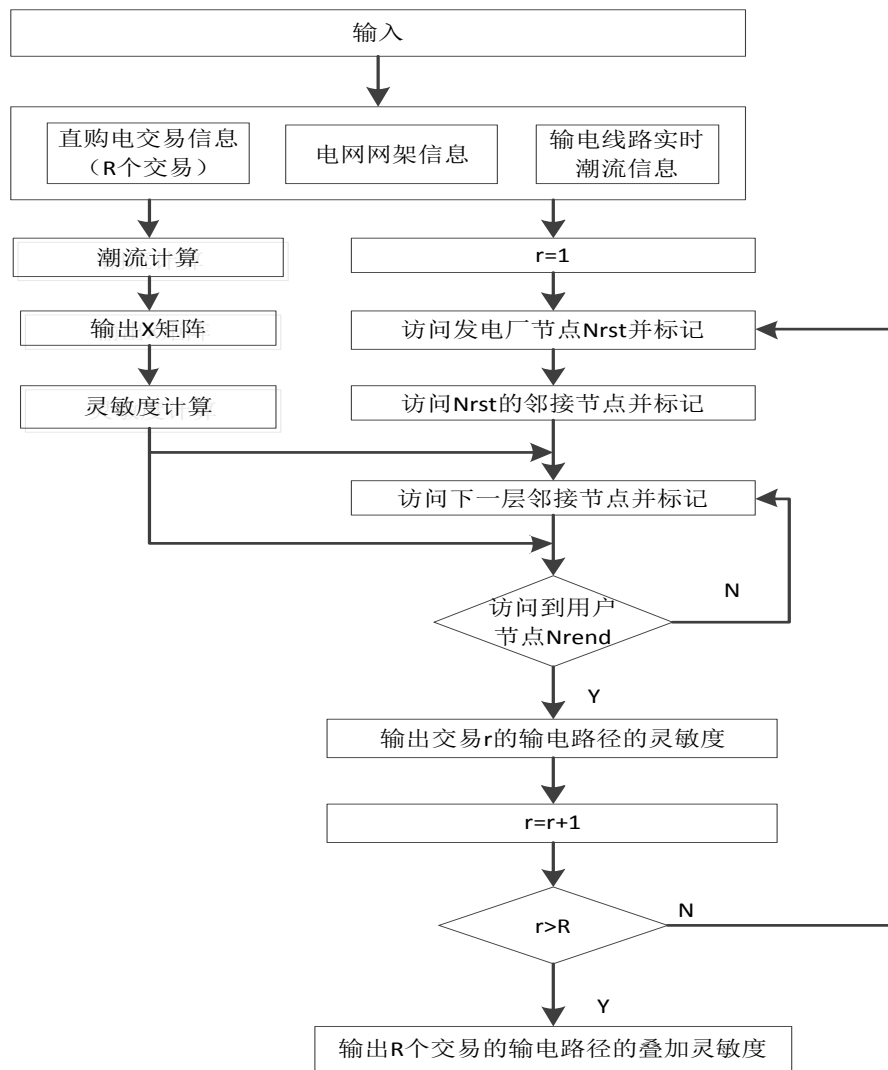 输入
直购电交易信息
（R个交易）
电网网架信息
输电线路实时
潮流信息
潮流计算
r=1
输出X矩阵
访问发电厂节点Nrst并标记
灵敏度计算
访问Nrst的邻接节点并标记
访问下一层邻接节点并标记
访问到用户
节点Nrend
N
Y
输出交易r的输电路径的灵敏度
r=r+1
r>R
N
Y
输出R个交易的输电路径的叠加灵敏度